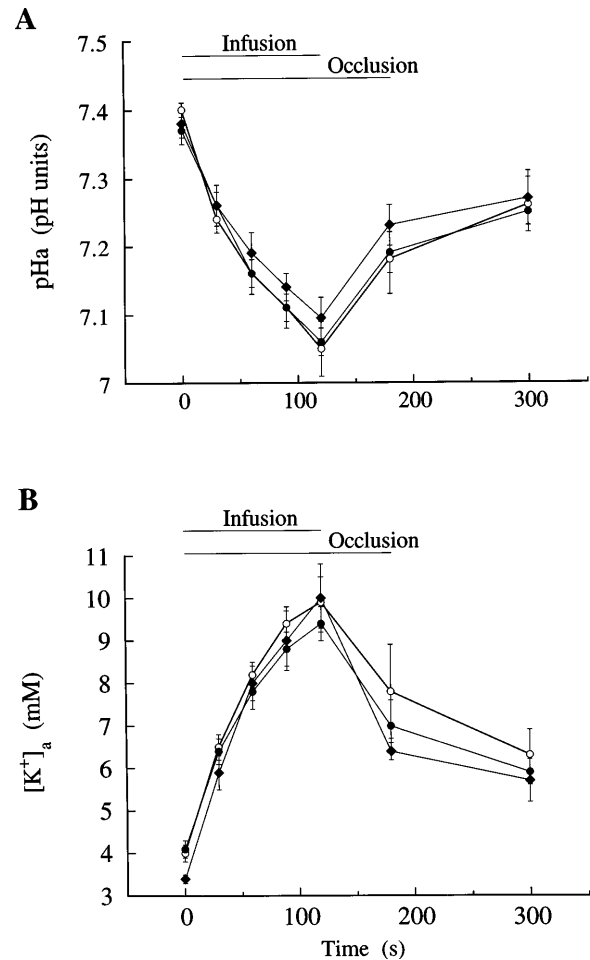 A
Infusion
Occlusion
7.5
7.4
7.3
7.2
7.1
7
pHa (pH units)
0
100
200
300
B
Infusion
Occlusion
11
10
9
8
7
6
5
4
3
[K+]a (mM)
0
100
200
300
Time (s)